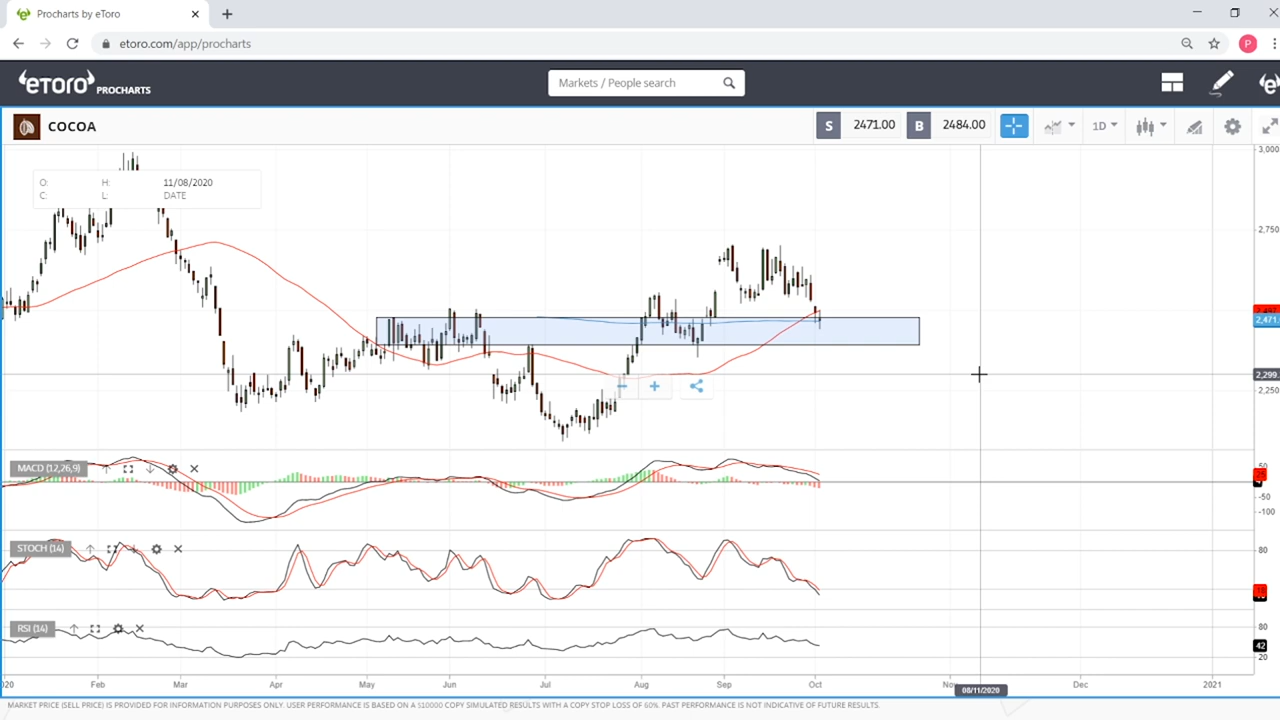 Procharts by eToro
etoro.com/app/procharts
P
eTORO PROCHARTS
Markets / People search
COCOA
S 2471.00 B 2484.00
1D
O: H: 11/08/2020
C: L: DATE
3,000
2,750
2,471
2,299
2,250
MACD (12,26,9)
50
-50
-100
STOCH (14)
80
RSI (14)
80
42
20
2020 Feb Mar Apr May Jun Jul Aug Sep Oct Nov Dec 2021
08/11/2020
MARKET PRICE (SELL PRICE) IS PROVIDED FOR INFORMATION PURPOSES ONLY. USER PERFORMANCE IS BASED ON A $10000 COPY SIMULATED RESULTS WITH A COPY STOP LOSS OF 60%. PAST PERFORMANCE IS NOT INDICATIVE OF FUTURE RESULTS.